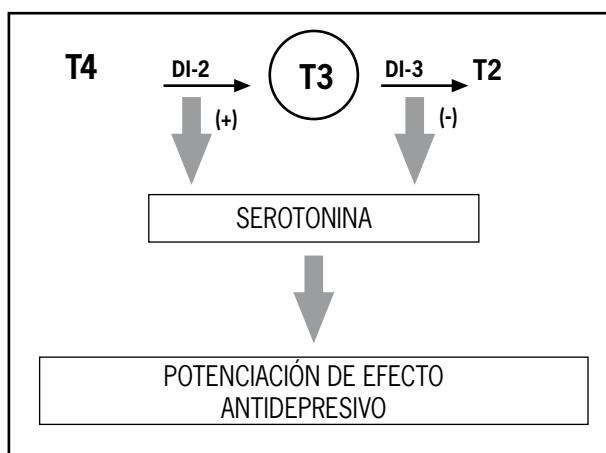 T4 DI-2 T3 DI-3 T2
(+) (-)
SEROTONINA
POTENCIACIÓN DE EFECTO
ANTIDEPRESIVO